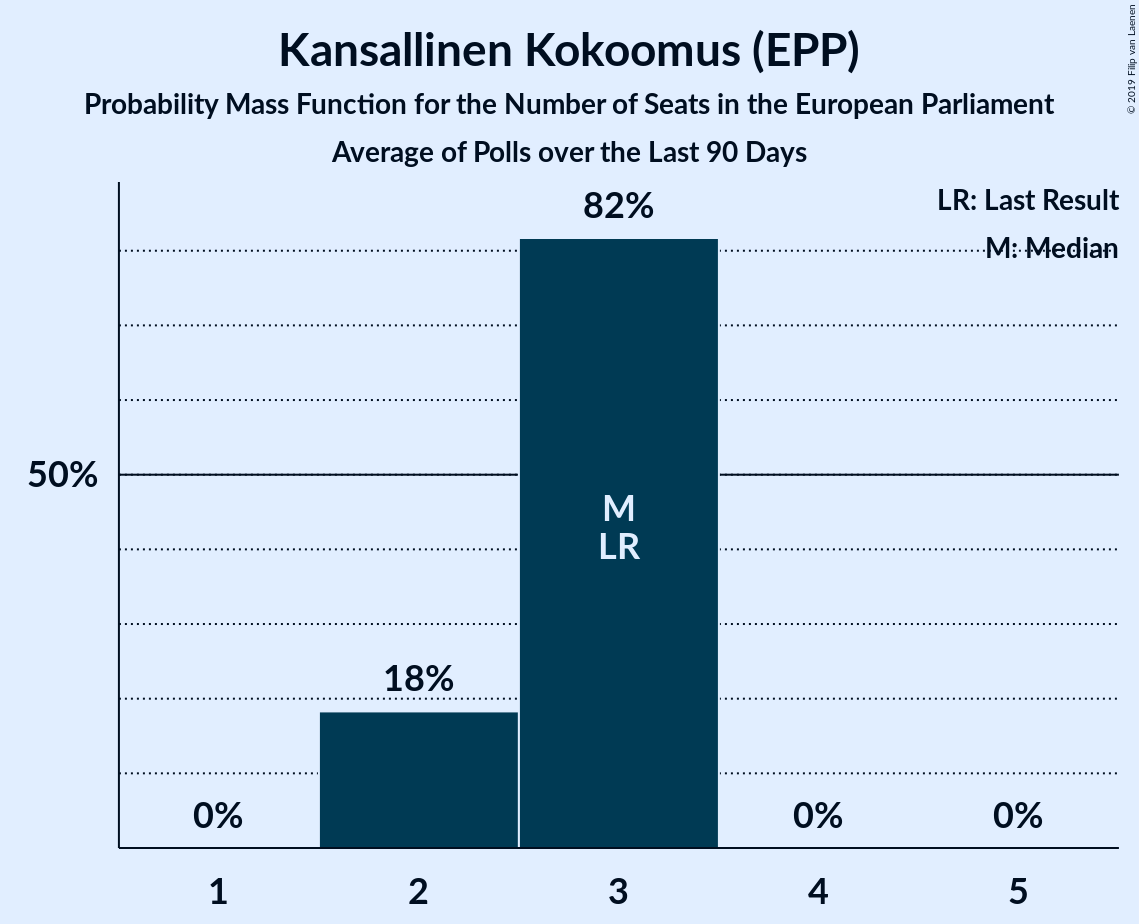 Kansallinen Kokoomus (EPP)
Probability Mass Function for the Number of Seats in the European Parliament
Average of Polls over the Last 90 Days
© 2019 Filip van Laenen
LR: Last Result
M: Median
82%
50%
M
LR
18%
0%
0%
0%
1
2
3
4
5